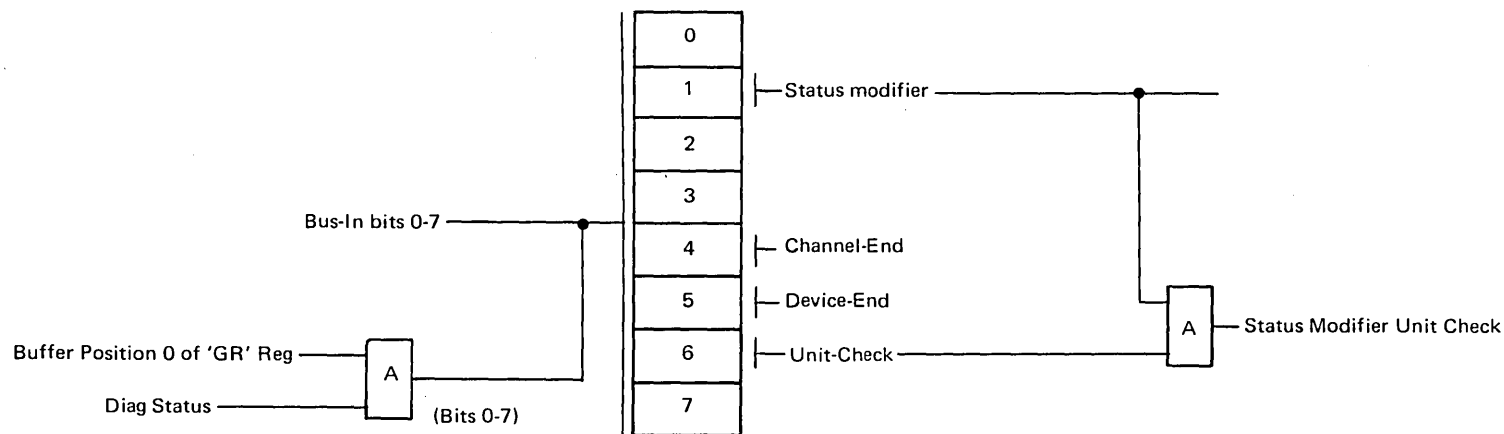 0
1
Status modifier
2
3
Bus-In bits 0-7
4
Channel-End
5
Device-End
A
Status Modifier Unit Check
Buffer Position 0 of 'GR' Reg
6
Unit-Check
A
Diag Status
(Bits 0-7)
7